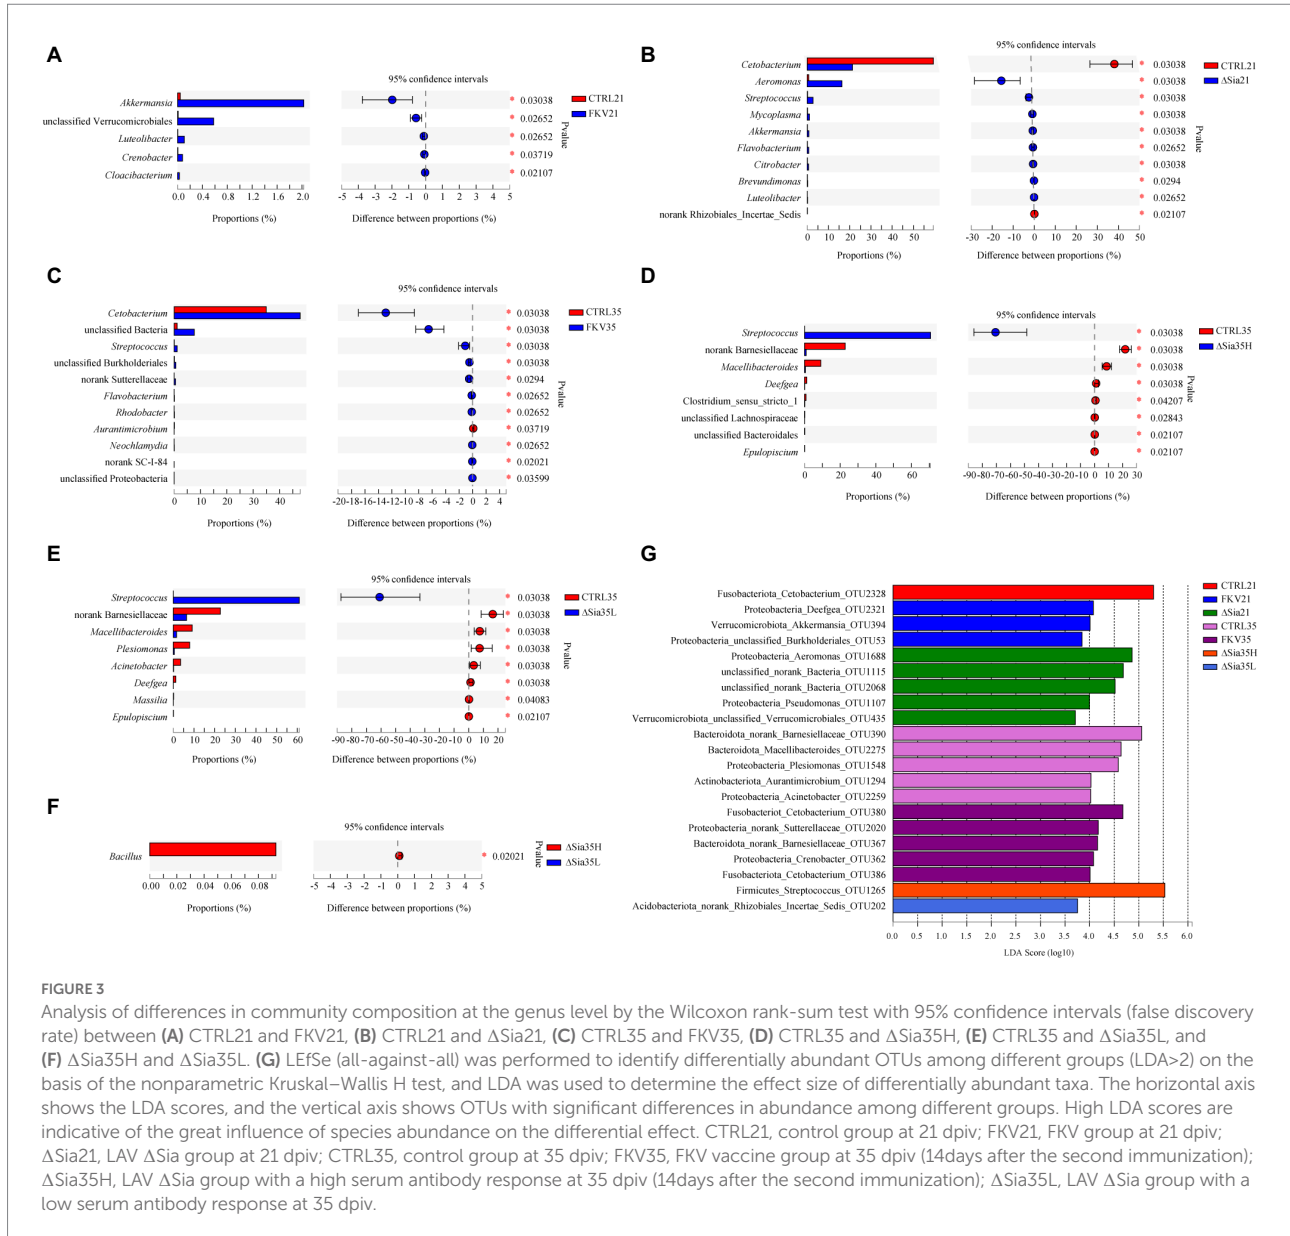 A
95% confidence intervals
Akkermansia
unclassified Verrucomicrobiales
Luteolibacter
Crenobacter
Cloacibacterium
0.0 0.4 0.8 1.2 1.6 2.0
Proportions (%)
-5 -4 -3 -2 -1 0 1 2 3 4 5
Difference between proportions (%)
* 0.03038
* 0.02652
* 0.02652
* 0.03719
* 0.02107
Pvalue
CTRL21
FKV21
B
95% confidence intervals
Cetobacterium
Aeromonas
Streptococcus
Mycoplasma
Akkermansia
Flavobacterium
Citrobacter
Brevundimonas
Luteolibacter
norank Rhizobiales_Incertae_Sedis
0 10 20 30 40 50
Proportions (%)
-30 -20 -10 0 10 20 30 40 50
Difference between proportions (%)
* 0.03038
* 0.03038
* 0.03038
* 0.03038
* 0.03038
* 0.02652
* 0.03038
* 0.0294
* 0.02652
* 0.02107
Pvalue
CTRL21
ΔSia21
C
95% confidence intervals
Cetobacterium
unclassified Bacteria
Streptococcus
unclassified Burkholderiales
norank Sutterellaceae
Flavobacterium
Rhodobacter
Aurantimicrobium
Neochlamydia
norank SC-I-84
unclassified Proteobacteria
0 10 20 30 40
Proportions (%)
-20 -18 -16 -14 -12 -10 -8 -6 -4 -2 0 2 4
Difference between proportions (%)
* 0.03038
* 0.03038
* 0.03038
* 0.03038
* 0.0294
* 0.02652
* 0.02652
* 0.03719
* 0.02652
* 0.02021
* 0.03599
Pvalue
CTRL35
FKV35
D
95% confidence intervals
Streptococcus
norank Barnesiellaceae
Macellibacteroides
Deefgea
Clostridium_sensu_stricto_1
unclassified Lachnospiraceae
unclassified Bacteroidales
Epulopiscium
0 10 20 30 40 50 60 70
Proportions (%)
-90 -80 -70 -60 -50 -40 -30 -20 -10 0 10 20 30
Difference between proportions (%)
* 0.03038
* 0.03038
* 0.03038
* 0.03038
* 0.04207
* 0.02843
* 0.02107
* 0.02107
Pvalue
CTRL35
ΔSia35H
E
95% confidence intervals
Streptococcus
norank Barnesiellaceae
Macellibacteroides
Plesiomonas
Acinetobacter
Deefgea
Massilia
Epulopiscium
0 10 20 30 40 50 60
Proportions (%)
-90 -80 -70 -60 -50 -40 -30 -20 -10 0 10 20
Difference between proportions (%)
* 0.03038
* 0.03038
* 0.03038
* 0.03038
* 0.03038
* 0.03038
* 0.04083
* 0.02107
Pvalue
CTRL35
ΔSia35L
F
95% confidence intervals
Bacillus
0.00 0.02 0.04 0.06 0.08
Proportions (%)
-5 -4 -3 -2 -1 0 1 2 3 4 5
Difference between proportions (%)
* 0.02021
Pvalue
ΔSia35H
ΔSia35L
G
Fusobacteriota_Cetobacterium_OTU2328
Proteobacteria_Deefgea_OTU2321
Verrucomicrobiota_Akkermansia_OTU394
Proteobacteria_unclassified_Burkholderiales_OTU53
Proteobacteria_Aeromonas_OTU1688
unclassified_norank_Bacteria_OTU1115
unclassified_norank_Bacteria_OTU2068
Proteobacteria_Pseudomonas_OTU1107
Verrucomicrobiota_unclassified_Verrucomicrobiales_OTU435
Bacteroidota_norank_Barnesiellaceae_OTU390
Bacteroidota_Macellibacteroides_OTU2275
Proteobacteria_Plesiomonas_OTU1548
Actinobacteriota_Aurantimicrobium_OTU1294
Proteobacteria_Acinetobacter_OTU2259
Fusobacteriot_Cetobacterium_OTU380
Proteobacteria_norank_Sutterellaceae_OTU2020
Bacteroidota_norank_Barnesiellaceae_OTU367
Proteobacteria_Crenobacter_OTU362
Fusobacteriota_Cetobacterium_OTU386
Firmicutes_Streptococcus_OTU1265
Acidobacteriota_norank_Rhizobiales_Incertae_Sedis_OTU202
0.0 0.5 1.0 1.5 2.0 2.5 3.0 3.5 4.0 4.5 5.0 5.5 6.0
LDA Score (log10)
CTRL21
FKV21
ΔSia21
CTRL35
FKV35
ΔSia35H
ΔSia35L
FIGURE 3
Analysis of differences in community composition at the genus level by the Wilcoxon rank-sum test with 95% confidence intervals (false discovery
rate) between (A) CTRL21 and FKV21, (B) CTRL21 and ΔSia21, (C) CTRL35 and FKV35, (D) CTRL35 and ΔSia35H, (E) CTRL35 and ΔSia35L, and
(F) ΔSia35H and ΔSia35L. (G) LEfSe (all-against-all) was performed to identify differentially abundant OTUs among different groups (LDA>2) on the
basis of the nonparametric Kruskal–Wallis H test, and LDA was used to determine the effect size of differentially abundant taxa. The horizontal axis
shows the LDA scores, and the vertical axis shows OTUs with significant differences in abundance among different groups. High LDA scores are
indicative of the great influence of species abundance on the differential effect. CTRL21, control group at 21 dpiv; FKV21, FKV group at 21 dpiv;
ΔSia21, LAV ΔSia group at 21 dpiv; CTRL35, control group at 35 dpiv; FKV35, FKV vaccine group at 35 dpiv (14days after the second immunization);
ΔSia35H, LAV ΔSia group with a high serum antibody response at 35 dpiv (14days after the second immunization); ΔSia35L, LAV ΔSia group with a
low serum antibody response at 35 dpiv.